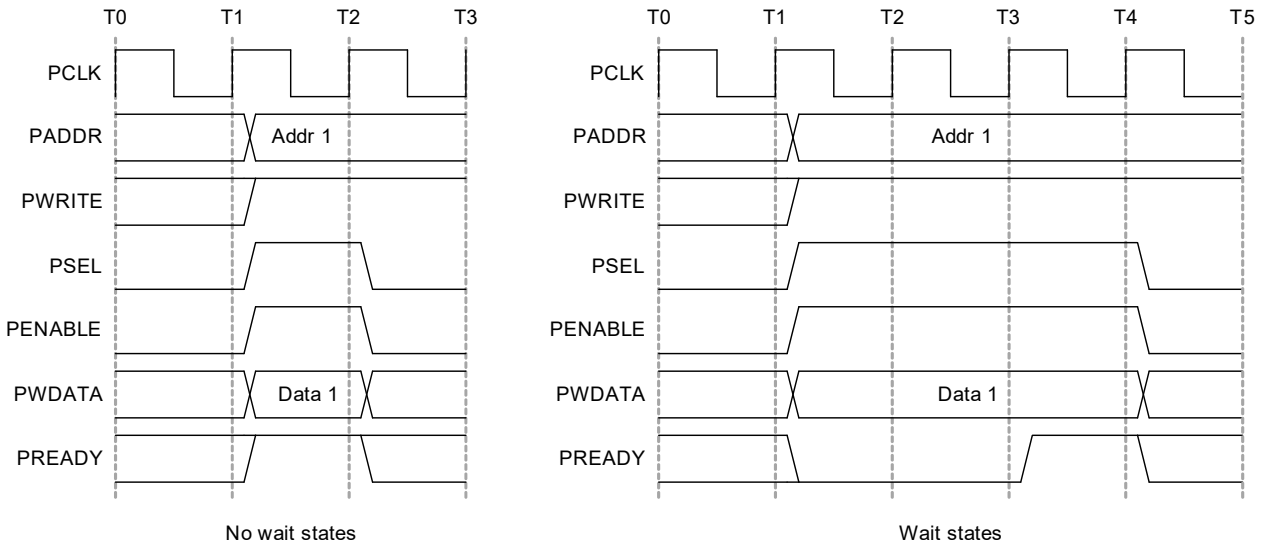 T0 T1 T2 T3
PCLK
PADDR Addr 1
PWRITE
PSEL
PENABLE
PWDATA Data 1
PREADY
No wait states
T0 T1 T2 T3 T4 T5
PCLK
PADDR Addr 1
PWRITE
PSEL
PENABLE
PWDATA Data 1
PREADY
Wait states